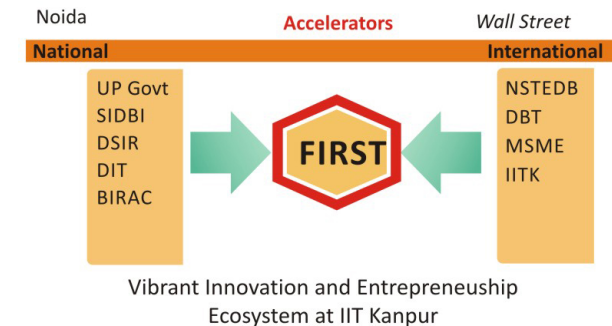 Noida Accelerators Wall Street
National International
UP Govt
SIDBI
DSIR
DIT
BIRAC
FIRST
NSTEDB
DBT
MSME
IITK
Vibrant Innovation and Entrepreneuship
Ecosystem at IIT Kanpur